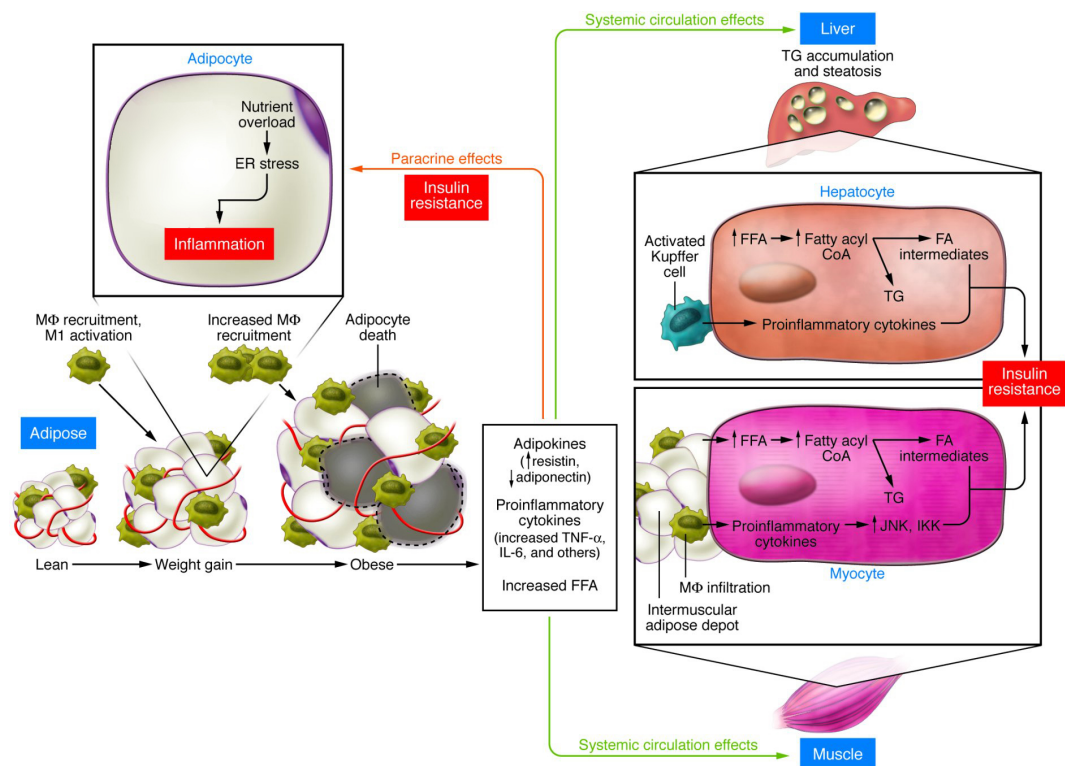 Systemic circulation effects
Liver
TG accumulation
and steatosis
Adipocyte
Nutrient
overload
ER stress
Inflammation
Paracrine effects
Insulin
resistance
Hepatocyte
Activated
Kupffer
cell
↑FFA
↑Fatty acyl
CoA
FA
intermediates
TG
Proinflammatory cytokines
MΦ recruitment,
M1 activation
Increased MΦ
recruitment
Adipocyte
death
Adipose
Lean
Weight gain
Obese
Adipokines
(↑resistin,
↓adiponectin)
Proinflammatory
cytokines
(increased TNF-α,
IL-6, and others)
Increased FFA
Insulin
resistance
↑FFA
↑Fatty acyl
CoA
FA
intermediates
TG
Proinflammatory
cytokines
↑JNK, IKK
Myocyte
MΦ infiltration
Intermuscular
adipose depot
Systemic circulation effects
Muscle